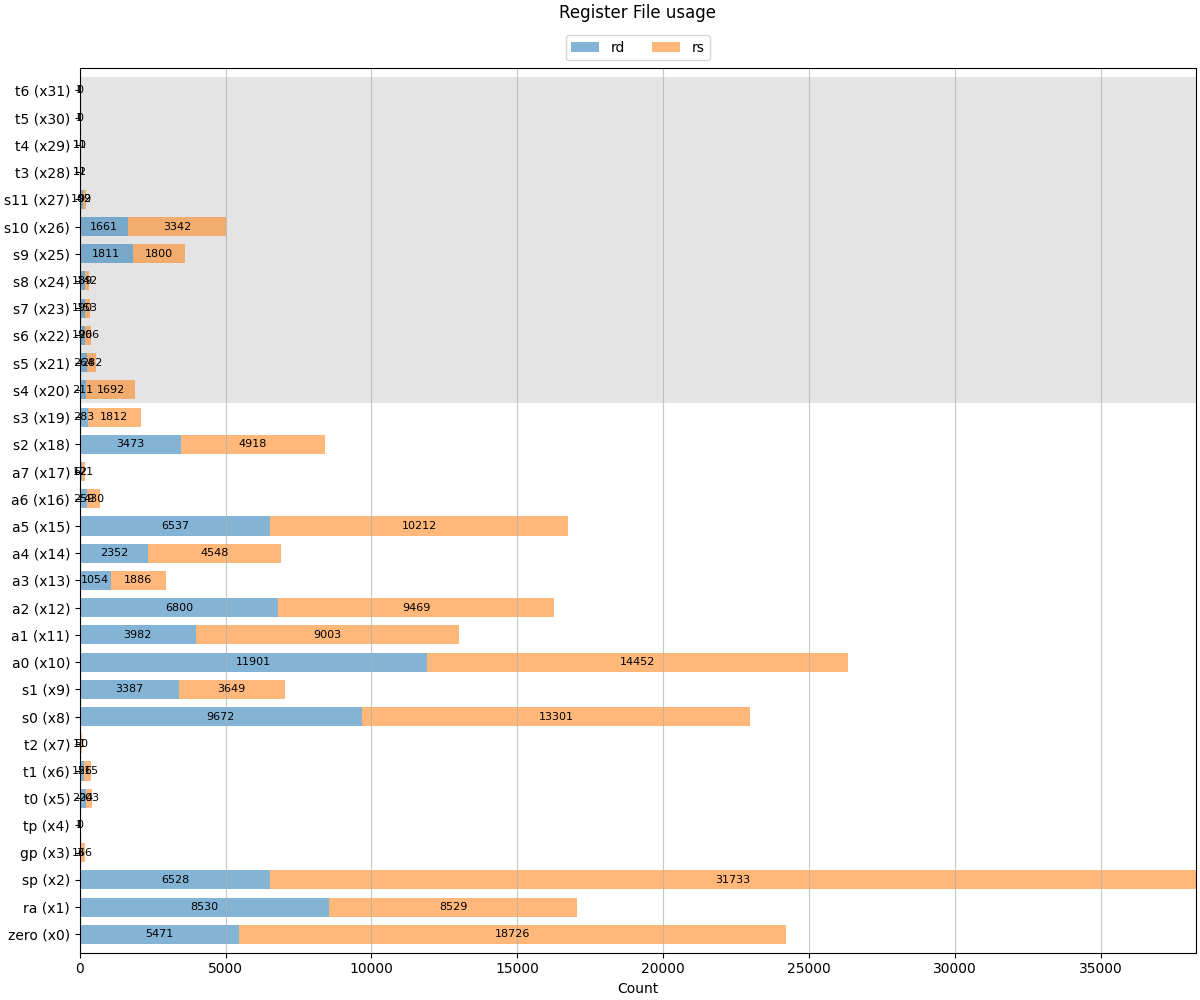 Register File usage
rd rs
t6 (x31)
t5 (x30)
t4 (x29)
t3 (x28)
s11 (x27)
s10 (x26) 1661 3342
s9 (x25) 1811 1800
s8 (x24)
s7 (x23)
s6 (x22)
s5 (x21)
s4 (x20) 211 1692
s3 (x19) 283 1812
s2 (x18) 3473 4918
a7 (x17)
a6 (x16)
a5 (x15) 6537 10212
a4 (x14) 2352 4548
a3 (x13) 1054 1886
a2 (x12) 6800 9469
a1 (x11) 3982 9003
a0 (x10) 11901 14452
s1 (x9) 3387 3649
s0 (x8) 9672 13301
t2 (x7)
t1 (x6)
t0 (x5)
tp (x4)
gp (x3)
sp (x2) 6528 31733
ra (x1) 8530 8529
zero (x0) 5471 18726
0 5000 10000 15000 20000 25000 30000 35000
Count